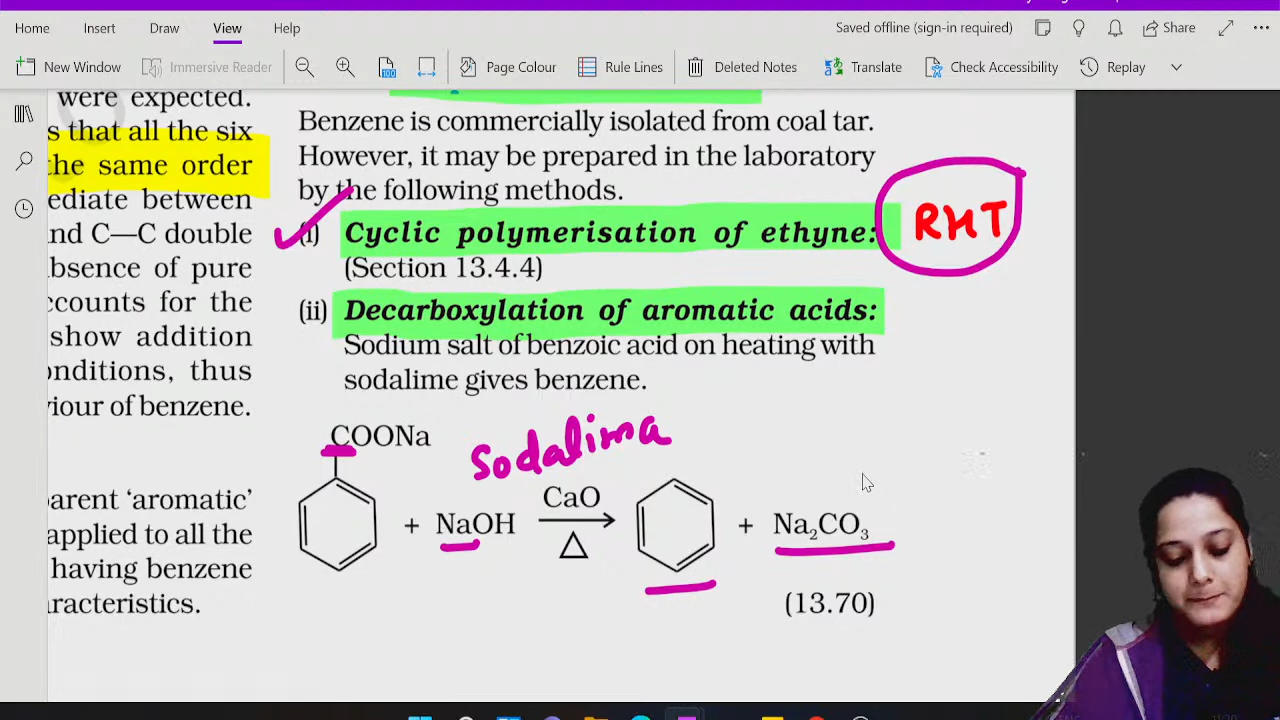 Home Insert Draw View Help
Saved offline (sign-in required) Share
New Window Immersive Reader 100 Page Colour Rule Lines Deleted Notes Translate Check Accessibility Replay
were expected.
s that all the six
the same order
ediate between
nd C—C double
bsence of pure
ccounts for the
show addition
onditions, thus
viour of benzene.
parent ‘aromatic’
applied to all the
having benzene
racteristics.
Benzene is commercially isolated from coal tar.
However, it may be prepared in the laboratory
by the following methods.
(i) Cyclic polymerisation of ethyne:
RHT
(Section 13.4.4)
(ii) Decarboxylation of aromatic acids:
Sodium salt of benzoic acid on heating with
sodalime gives benzene.
COONa
Sodalima
+ NaOH CaO → △ + Na₂CO₃
(13.70)